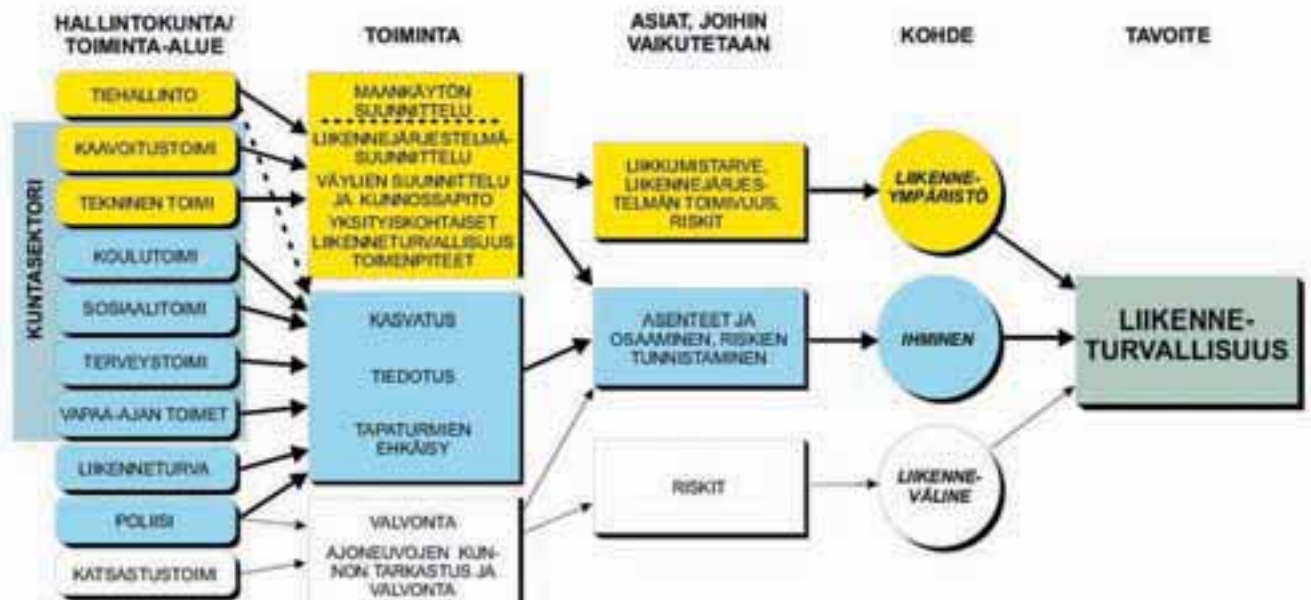 HALLINTOKUNTA/
TOIMINTA-ALUE
TOIMINTA
ASIAT, JOIHIN
VAIKUTETAAN
KOHDE
TAVOITE
KUNTASEKTORI
TIEHALLINTO
KAAVOITUSTOIMI
TEKNINEN TOIMI
KOULUTOIMI
SOSIAALITOIMI
TERVEYSTOIMI
VAPAA-AJAN TOIMET
LIIKENNETURVA
POLIISI
KATSASTUSTOIMI
MAANKÄYTÖN
SUUNNITTELU
LIIKENNEJÄRJESTELMÄ-
SUUNNITTELU
VÄYLIEN SUUNNITTELU
JA KUNNOSSAPITO
YKSITYISKOHTAISET
LIIKENNETURVALLISUUS
TOIMENPITEET
KASVATUS
TIEDOTUS
TAPATURMIEN
EHKÄISY
VALVONTA
AJONEUVOJEN KUN-
NON TARKASTUS JA
VALVONTA
LIIKKUMISTARVE,
LIIKENNEJÄRJES-
TELMÄN TOIMIVUUS,
RISKIT
ASENTEET JA
OSAAMINEN, RISKIEN
TUNNISTAMINEN
RISKIT
LIIKENNE-
YMPÄRISTÖ
IHMINEN
LIIKENNE-
VÄLINE
LIIKENNE-
TURVALLISUUS